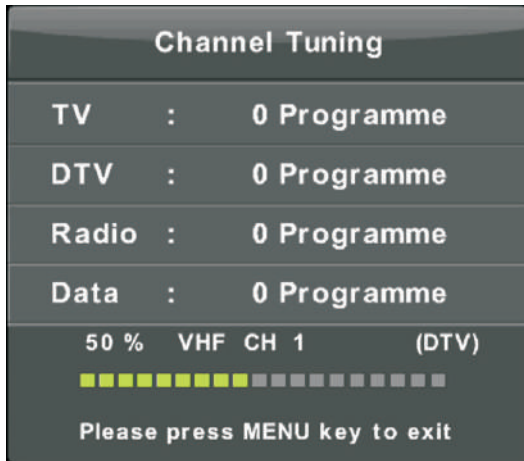 Channel Tuning
TV : 0 Programme
DTV : 0 Programme
Radio : 0 Programme
Data : 0 Programme
50 % VHF CH 1 (DTV)
Please press MENU key to exit